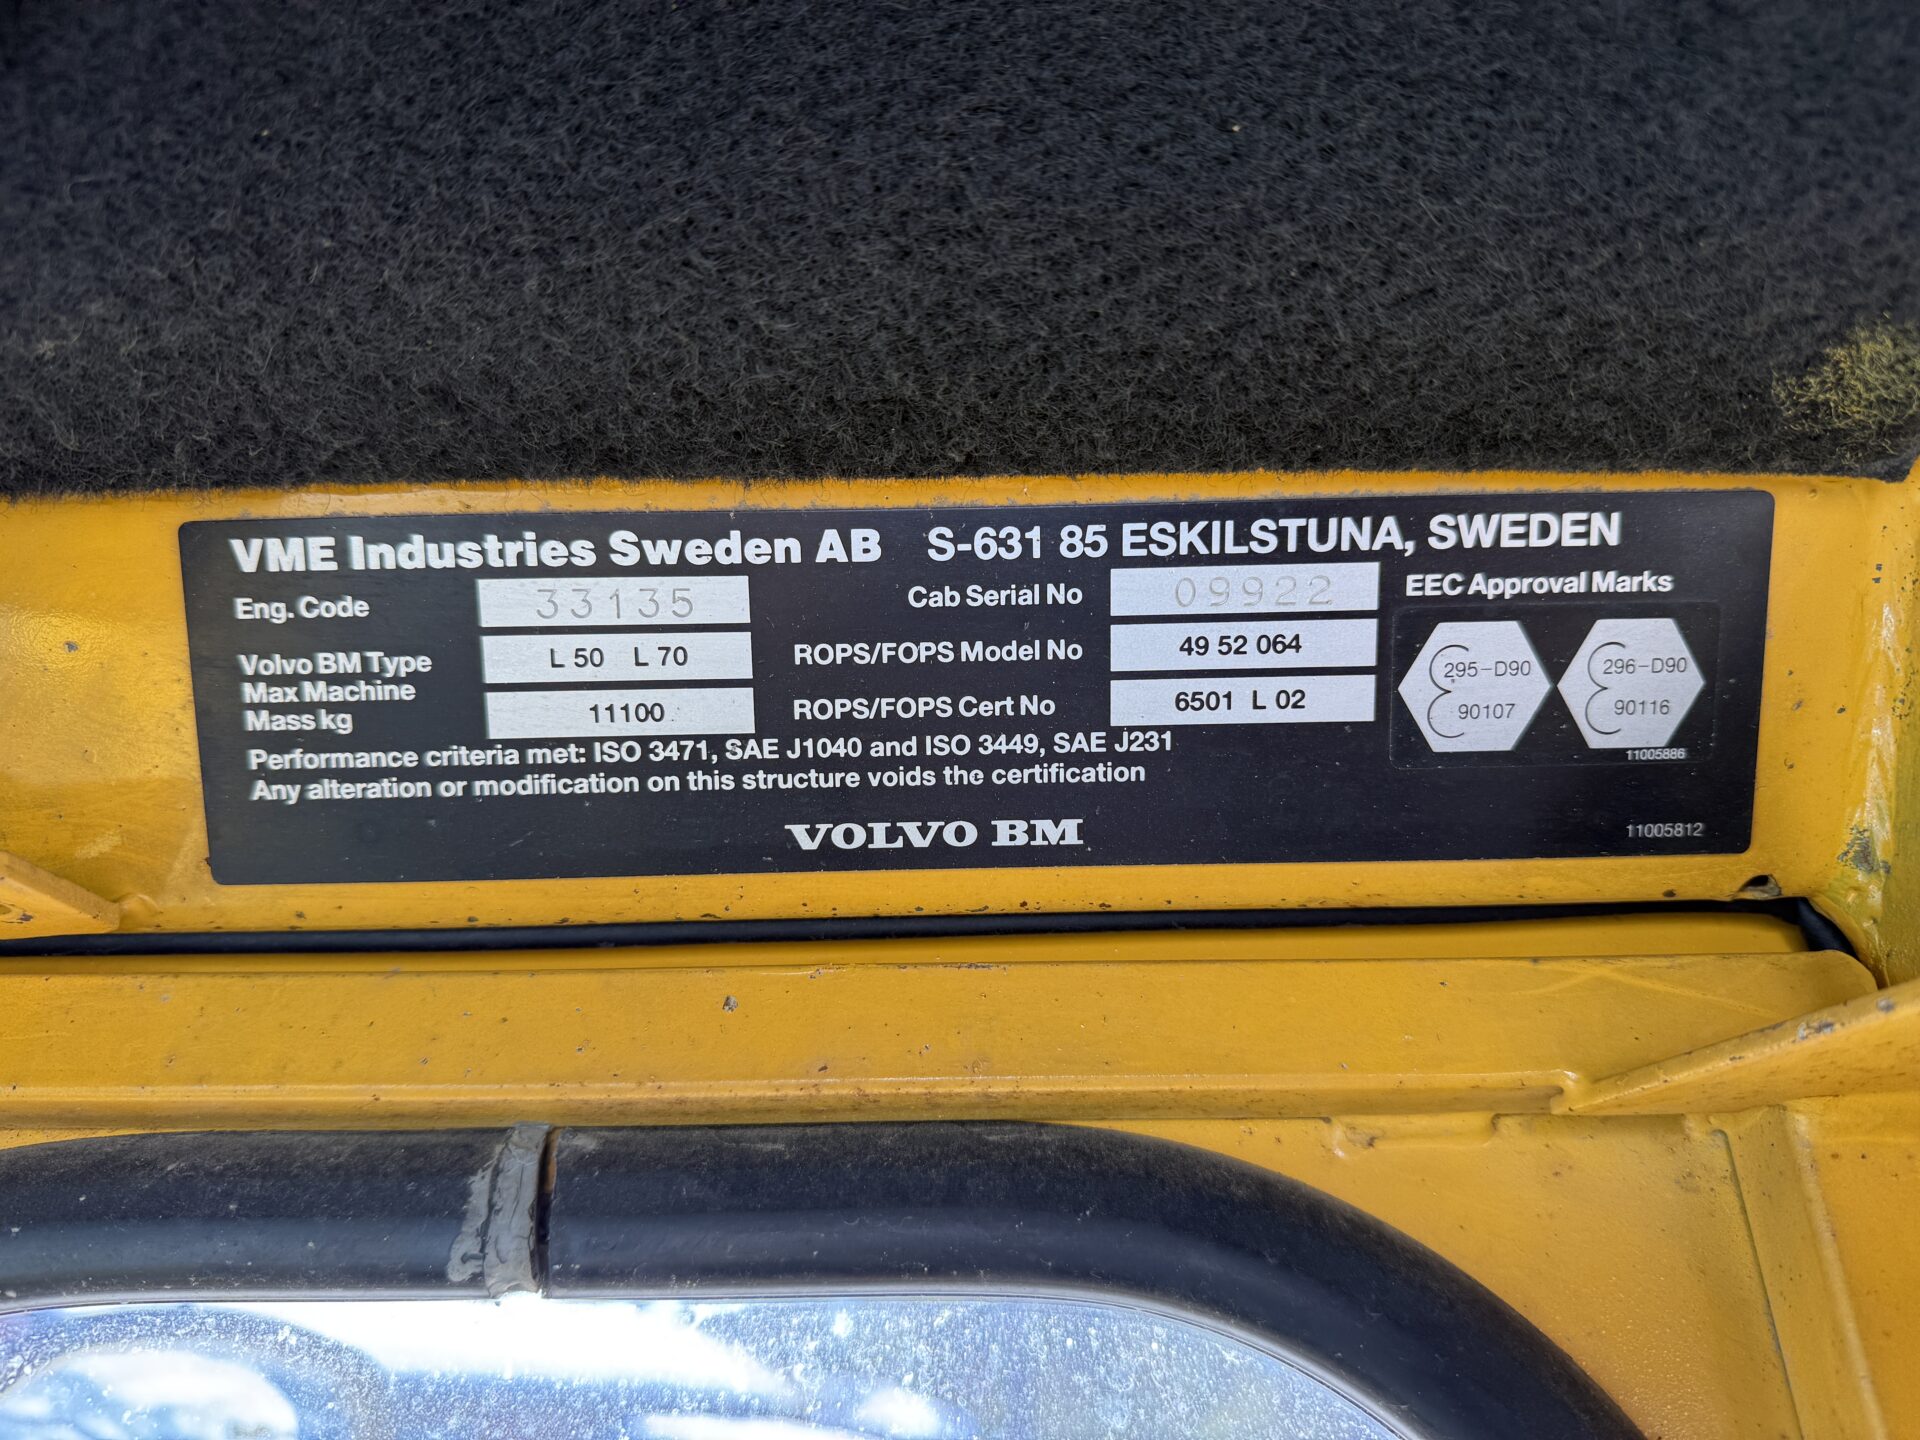 VME Industries Sweden AB S-631 85 ESKILSTUNA, SWEDEN
Eng. Code 33135 Cab Serial No 09922 EEC Approval Marks
Volvo BM Type L 50 L 70 ROPS/FOPS Model No 49 52 064
Max Machine
Mass kg 11100 ROPS/FOPS Cert No 6501 L 02
295-D90 296-D90
90107 90116
11005886
Performance criteria met: ISO 3471, SAE J1040 and ISO 3449, SAE J231
Any alteration or modification on this structure voids the certification
VOLVO BM
11005812